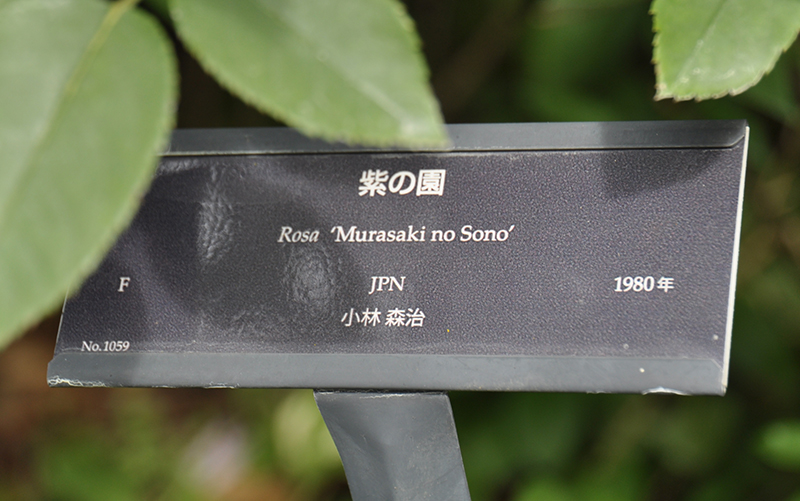 紫の園
Rosa 'Murasaki no Sono'
F JPN 1980年
小林 森治
No.1059